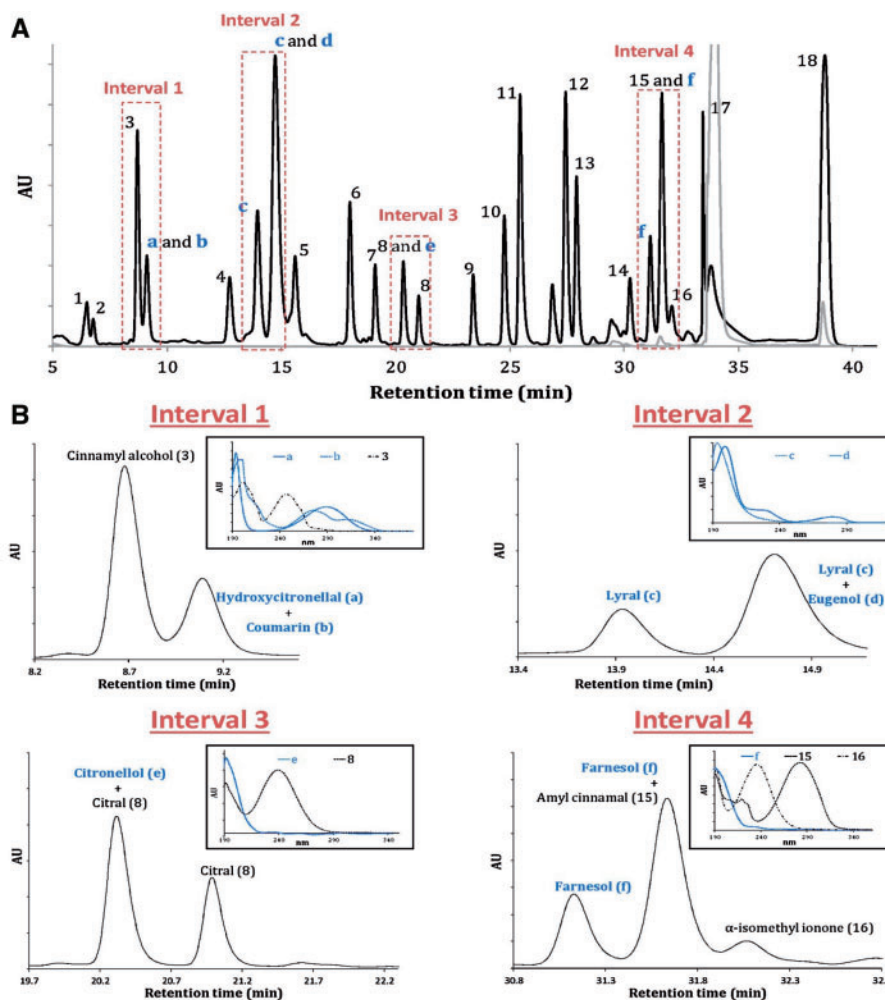 A
Interval 1
Interval 2
c and d
Interval 3
Interval 4
15 and f
3
a and b
c
1
2
4
5
6
7
8 and e
8
9
10
11
12
13
14
f
16
17
18
AU
5
10
15
20
25
30
35
40
Retention time (min)
B
Interval 1
Cinnamyl alcohol (3)
Hydroxycitronellal (a)
+
Coumarin (b)
a b 3
AU
190 240 290 340
nm
AU
8.2 8.7 9.2
Retention time (min)
Interval 2
Lyral (c)
Lyral (c)
+
Eugenol (d)
c d
AU
190 240 290
nm
AU
13.4 13.9 14.4 14.9
Retention time (min)
Interval 3
Citronellol (e)
+
Citral (8)
Citral (8)
e 8
AU
190 240 290 340
nm
AU
19.7 20.2 20.7 21.2 21.7 22.2
Retention time (min)
Interval 4
Farnesol (f)
+
Amyl cinnamal (15)
Farnesol (f)
α-isomethyl ionone (16)
f 15 16
AU
190 240 290 340
nm
AU
30.8 31.3 31.8 32.3
Retention time (min)